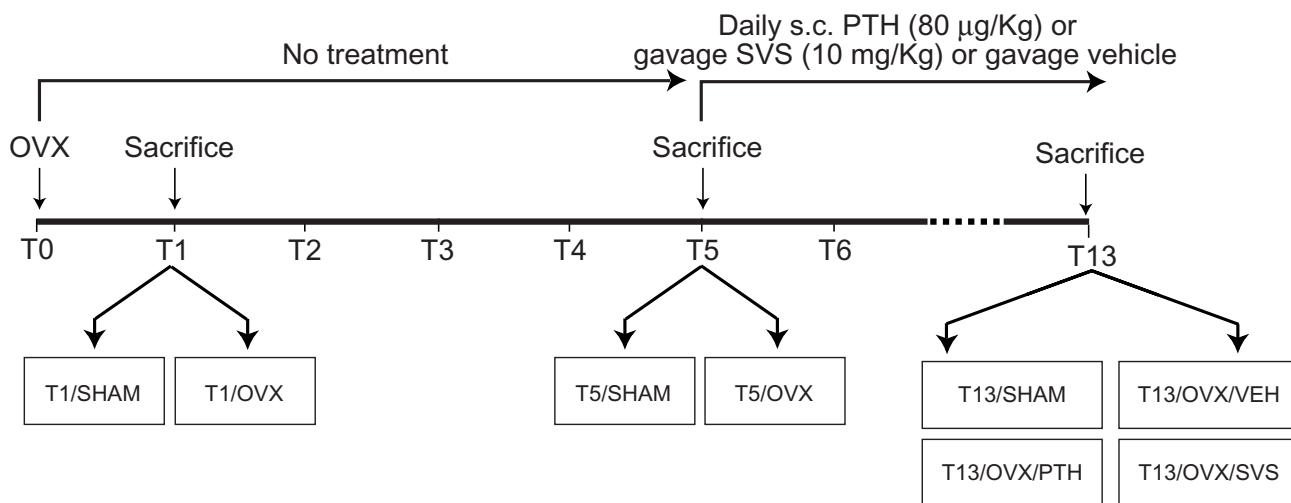 Daily s.c. PTH (80 μg/Kg) or
No treatment
gavage SVS (10 mg/Kg) or gavage vehicle
OVX
Sacrifice
Sacrifice
Sacrifice
T0
T1
T2
T3
T4
T5
T6
T13
T1/SHAM
T1/OVX
T5/SHAM
T5/OVX
T13/SHAM
T13/OVX/VEH
T13/OVX/PTH
T13/OVX/SVS